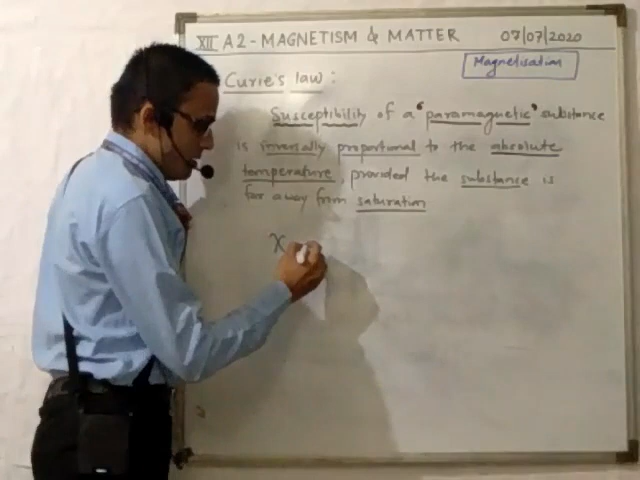 XII A2 - MAGNETISM & MATTER 07/07/2020
Magnetisation
Curie's law :
Susceptibility of a "paramagnetic" substance
is inversally proportional to the absolute
temperature, provided the substance is
far away from saturation
χ